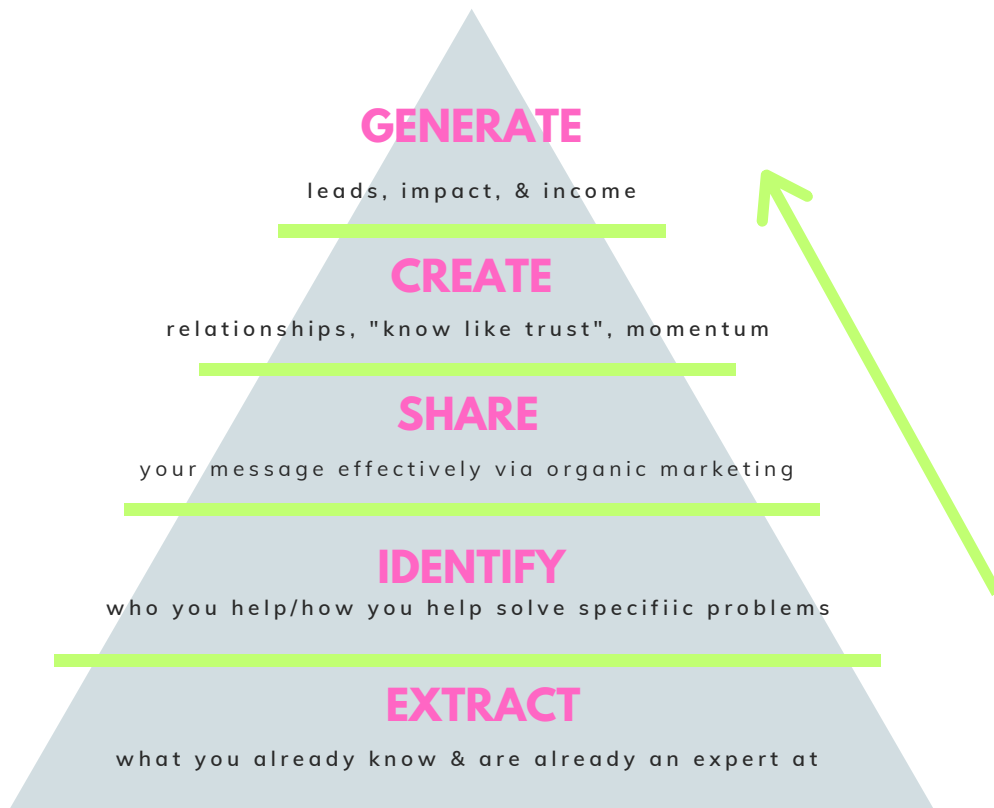 GENERATE
leads, impact, & income
CREATE
relationships, "know like trust", momentum
SHARE
your message effectively via organic marketing
IDENTIFY
who you help/how you help solve specifiic problems
EXTRACT
what you already know & are already an expert at